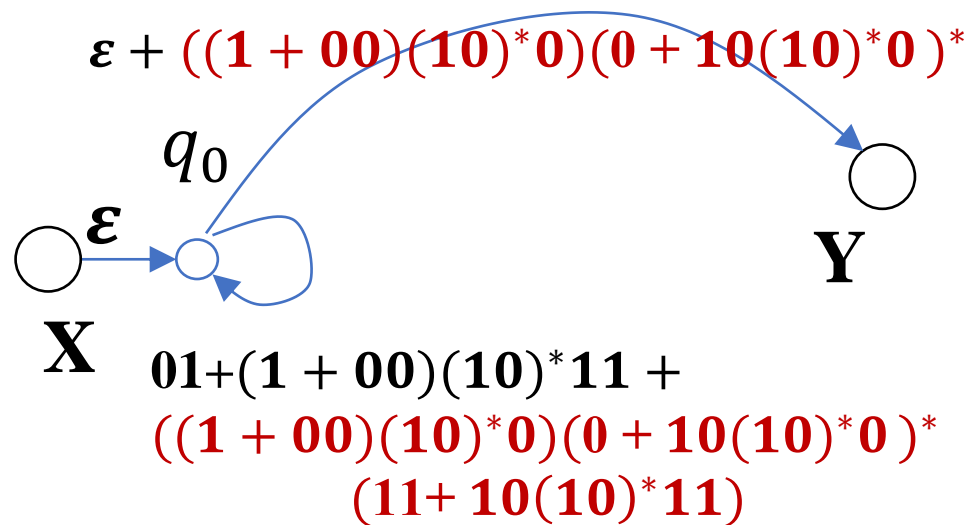 ε + ((1 + 00)(10)*0)(0 + 10(10)*0 )*
q₀
ε
Y
X
01+(1 + 00)(10)*11 +
((1 + 00)(10)*0)(0 + 10(10)*0 )*
(11+ 10(10)*11)